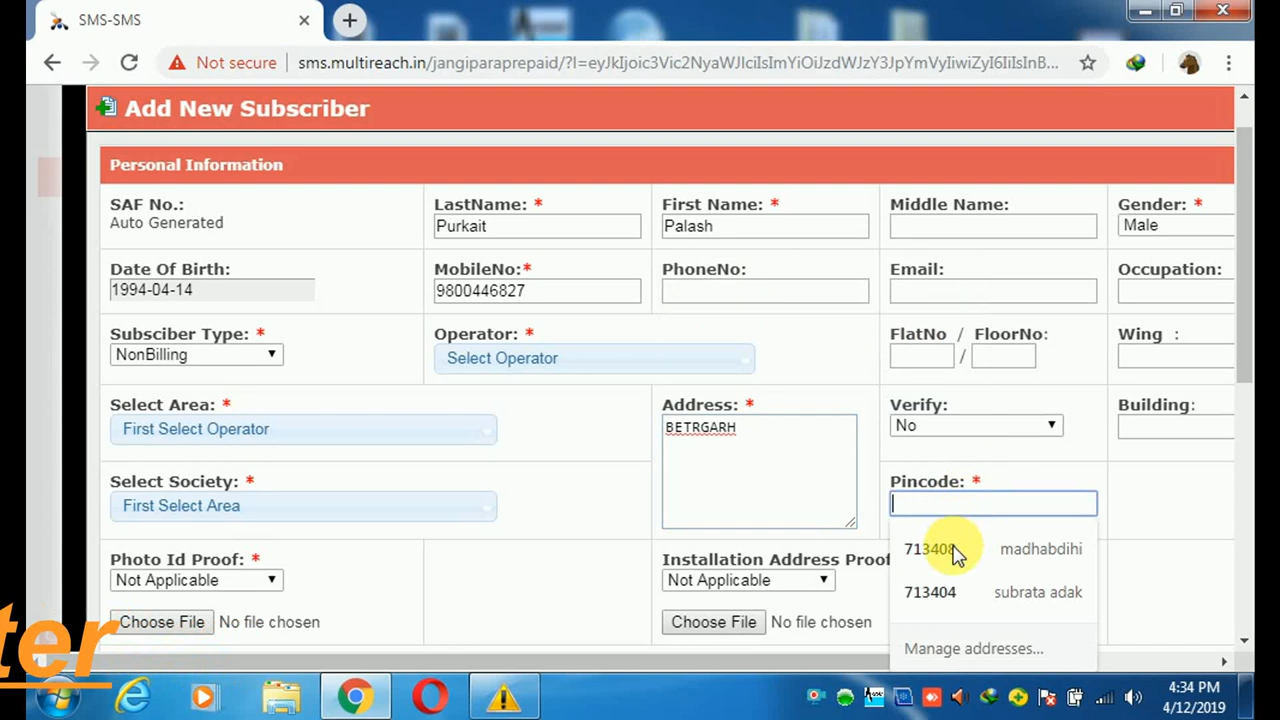 SMS-SMS
Not secure
sms.multireach.in/jangiparaprepaid/?l=eyJkIjoic3Vic2NyaWJlciIsImYiOiJzdWJzY3JpYmVyIiwiZyI6IiIsInB...
Add New Subscriber
Personal Information
SAF No.: LastName: * First Name: * Middle Name: Gender: *
Auto Generated Purkait Palash Male
Date Of Birth: MobileNo:* PhoneNo: Email: Occupation:
1994-04-14 9800446827
Subsciber Type: * Operator: * FlatNo / FloorNo: Wing :
NonBilling Select Operator /
Select Area: * Address: * Verify: Building:
First Select Operator BETRGARH No
Select Society: * Pincode: *
First Select Area
713408 madhabdihi
Photo Id Proof: * Installation Address Proof
Not Applicable Not Applicable
713404 subrata adak
Choose File No file chosen Choose File No file chosen
Manage addresses...
ter
4:34 PM
4/12/2019